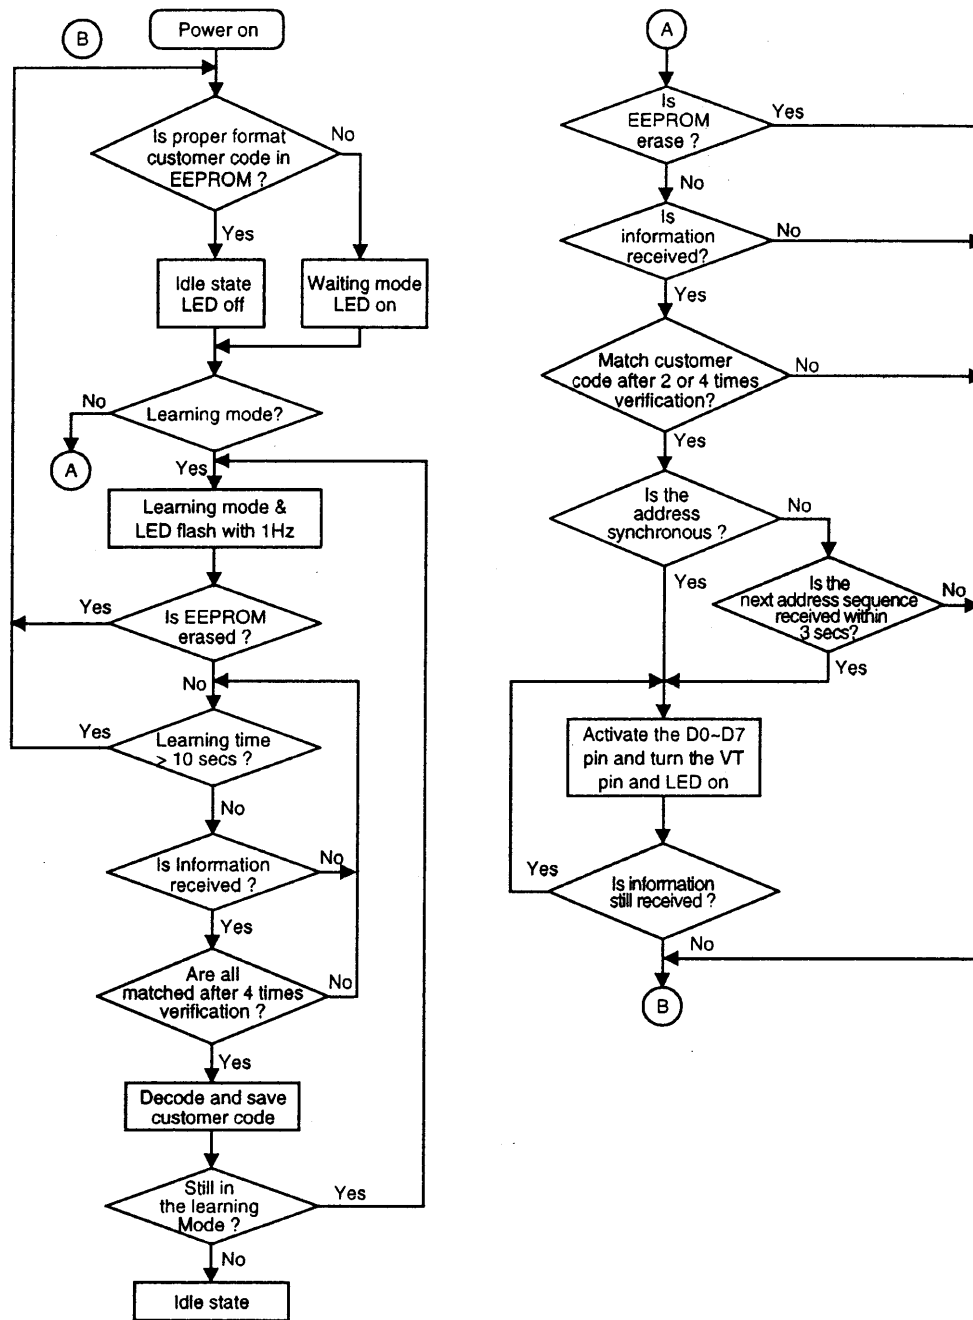 B
Power on
Is proper format
customer code in
EEPROM ?
No
Yes
Idle state
LED off
Waiting mode
LED on
No
Learning mode?
A
Yes
Learning mode &
LED flash with 1Hz
Yes
Is EEPROM
erased ?
No
Yes
Learning time
> 10 secs ?
No
Is Information
received ?
No
Yes
Are all
matched after 4 times
verification ?
No
Yes
Decode and save
customer code
Still in
the learning
Mode ?
Yes
No
Idle state
A
Is
EEPROM
erase ?
Yes
No
Is
information
received?
No
Yes
Match customer
code after 2 or 4 times
verification?
No
Yes
Is the
address
synchronous ?
No
Yes
Is the
next address sequence
received within
3 secs?
No
Yes
Activate the D0~D7
pin and turn the VT
pin and LED on
Yes
Is information
still received ?
No
B